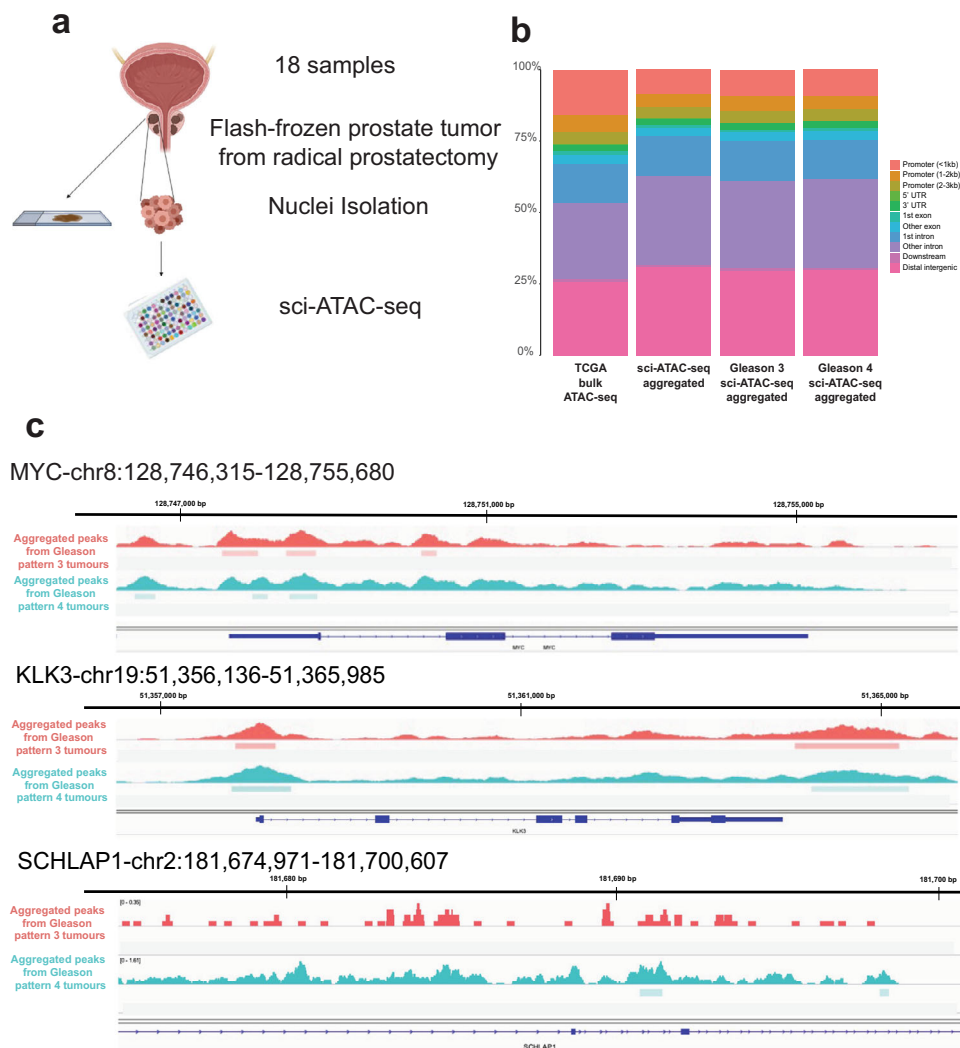 a
18 samples
Flash-frozen prostate tumor
from radical prostatectomy
Nuclei Isolation
sci-ATAC-seq
b
100%
75%
50%
25%
0%
TCGA
bulk
ATAC-seq
sci-ATAC-seq
aggregated
Gleason 3
sci-ATAC-seq
aggregated
Gleason 4
sci-ATAC-seq
aggregated
Promoter (<1kb)
Promoter (1-2kb)
Promoter (2-3kb)
5' UTR
3' UTR
1st exon
Other exon
1st intron
Other intron
Downstream
Distal intergenic
c
MYC-chr8:128,746,315-128,755,680
128,747,000 bp
128,751,000 bp
128,755,000 bp
Aggregated peaks
from Gleason
pattern 3 tumours
Aggregated peaks
from Gleason
pattern 4 tumours
MYC MYC
KLK3-chr19:51,356,136-51,365,985
51,357,000 bp
51,361,000 bp
51,365,000 bp
Aggregated peaks
from Gleason
pattern 3 tumours
Aggregated peaks
from Gleason
pattern 4 tumours
KLK3
SCHLAP1-chr2:181,674,971-181,700,607
181,680
181,690
181,700
Aggregated peaks
from Gleason
pattern 3 tumours
[0 - 0.35]
Aggregated peaks
from Gleason
pattern 4 tumours
[0 - 1.61]
SCHLAP1